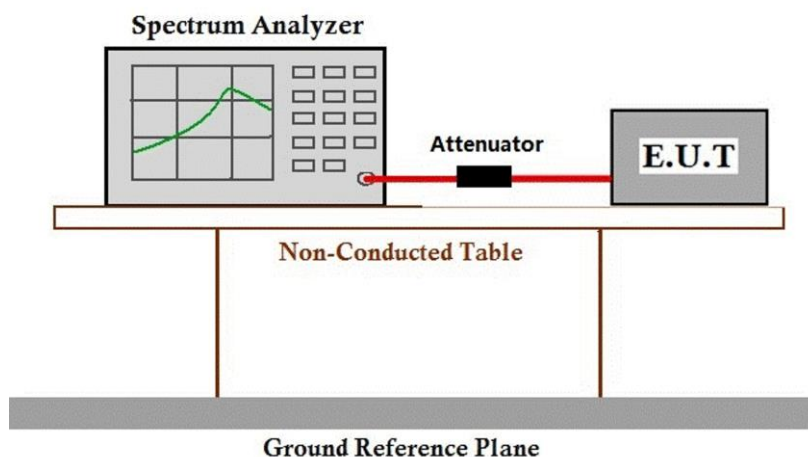 Spectrum Analyzer
Attenuator
E.U.T
Non-Conducted Table
Ground Reference Plane